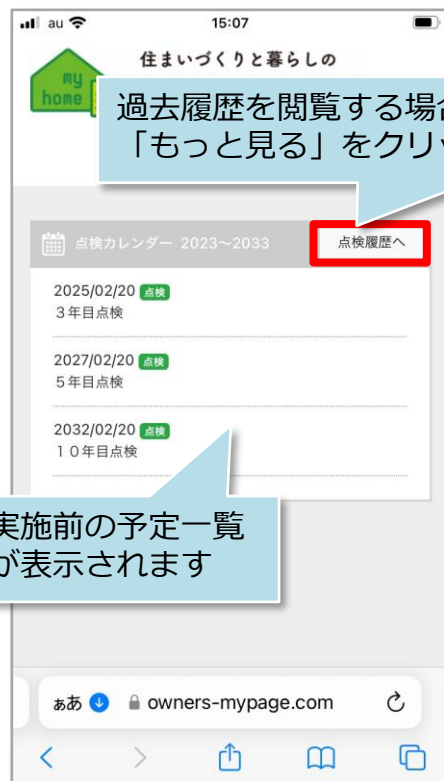 au
15:07
住まいづくりと暮らしの
my
home
過去履歴を閲覧する場合
「もっと見る」をクリッ
点検カレンダー 2023～2033
点検履歴へ
2025/02/20 点検
３年目点検
2027/02/20 点検
５年目点検
2032/02/20 点検
１０年目点検
実施前の予定一覧
が表示されます
ぁあ
owners-mypage.com